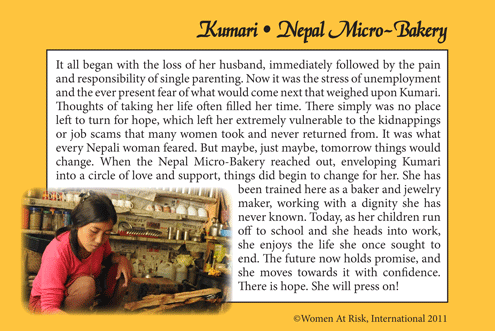 Kumari • Nepal Micro-Bakery
It all began with the loss of her husband, immediately followed by the pain
and responsibility of single parenting. Now it was the stress of unemployment
and the ever present fear of what would come next that weighed upon Kumari.
Thoughts of taking her life often filled her time. There simply was no place
left to turn for hope, which left her extremely vulnerable to the kidnappings
or job scams that many women took and never returned from. It was what
every Nepali woman feared. But maybe, just maybe, tomorrow things would
change. When the Nepal Micro-Bakery reached out, enveloping Kumari
into a circle of love and support, things did begin to change for her. She has
been trained here as a baker and jewelry
maker, working with a dignity she has
never known. Today, as her children run
off to school and she heads into work,
she enjoys the life she once sought to
end. The future now holds promise, and
she moves towards it with confidence.
There is hope. She will press on!
©Women At Risk, International 2011